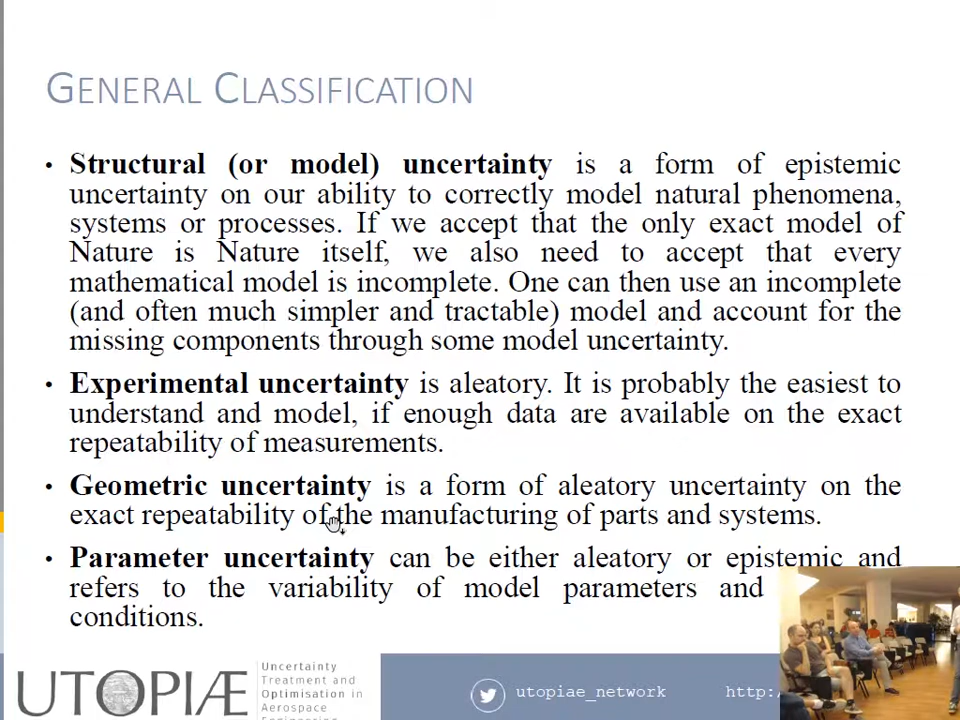 GENERAL CLASSIFICATION
• Structural (or model) uncertainty is a form of epistemic
uncertainty on our ability to correctly model natural phenomena,
systems or processes. If we accept that the only exact model of
Nature is Nature itself, we also need to accept that every
mathematical model is incomplete. One can then use an incomplete
(and often much simpler and tractable) model and account for the
missing components through some model uncertainty.
• Experimental uncertainty is aleatory. It is probably the easiest to
understand and model, if enough data are available on the exact
repeatability of measurements.
• Geometric uncertainty is a form of aleatory uncertainty on the
exact repeatability of the manufacturing of parts and systems.
• Parameter uncertainty can be either aleatory or epistemic and
refers to the variability of model parameters and
conditions.
UTOPIÆ
Uncertainty
Treatment and
Optimisation in
Aerospace
Engineering
utopiae_network http:/